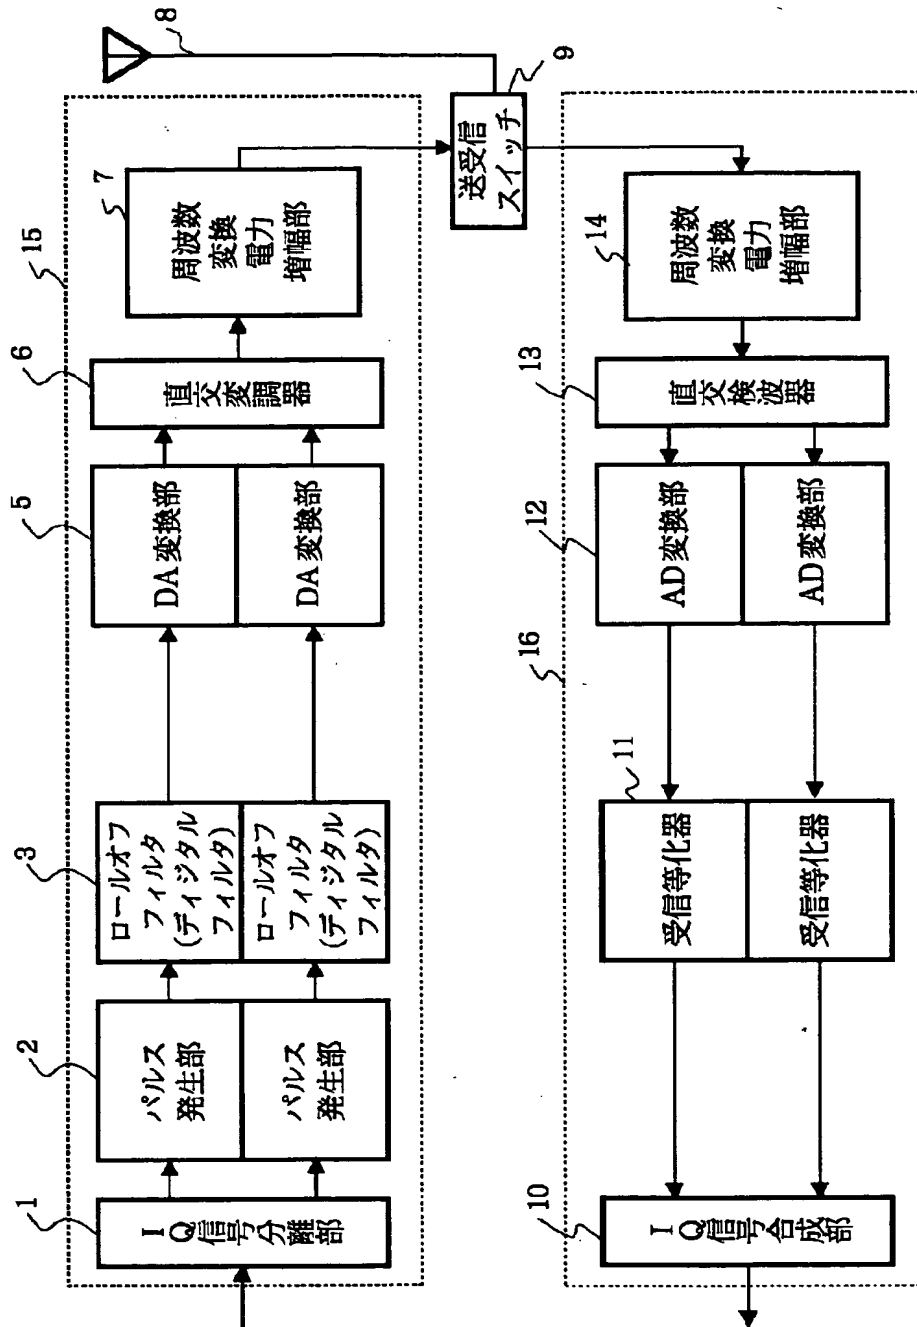 15
1
IQ信号分離部
2
パルス
発生部
パルス
発生部
3
ロールオフ
フィルタ
(ディジタル
フィルタ)
ロールオフ
フィルタ
(ディジタル
フィルタ)
5
DA変換部
DA変換部
6
直交変調器
7
周波数
変換
電力
増幅部
8
9
送受信
スイッチ
16
10
IQ信号合成部
11
受信等化器
受信等化器
12
AD変換部
AD変換部
13
直交検波器
14
周波数
変換
電力
増幅部